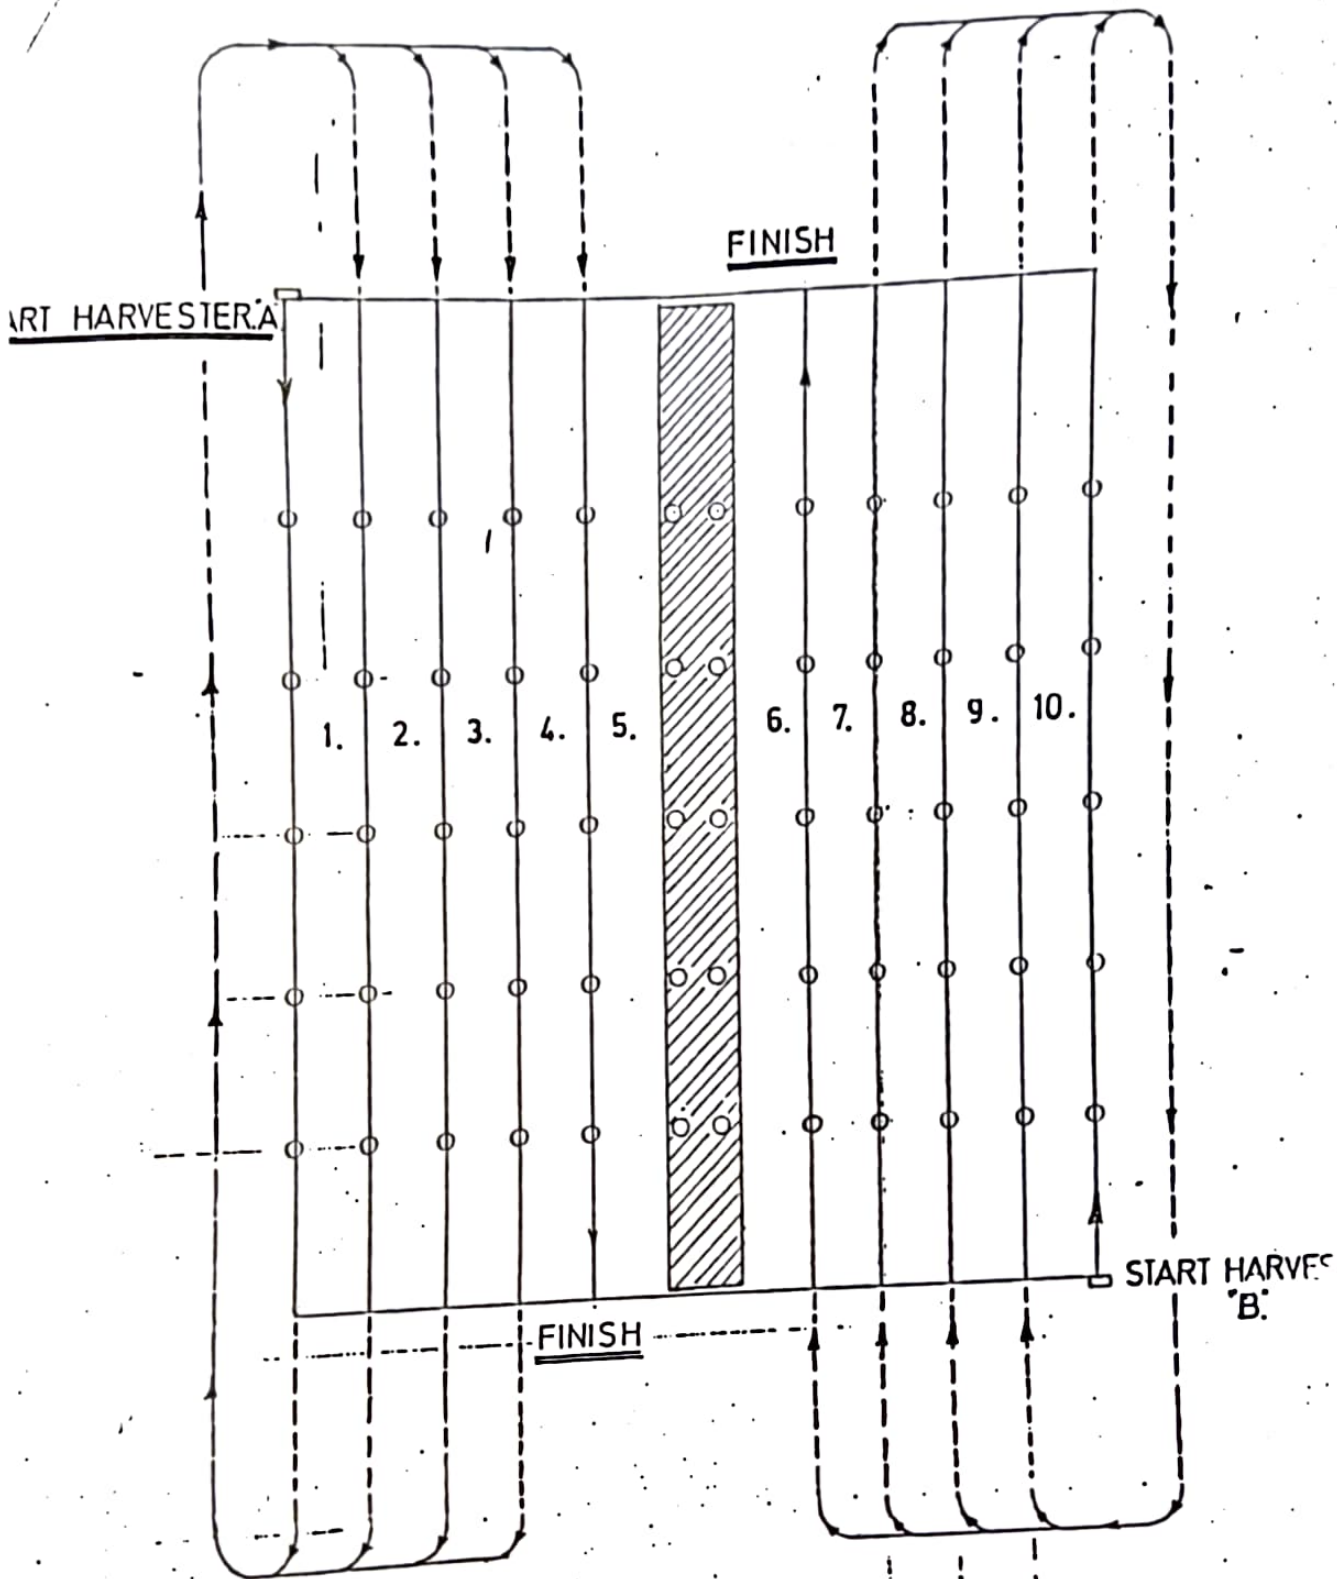 FINISH
ART HARVESTER."A
1. 2. 3. 4. 5. 6. 7. 8. 9. 10.
START HARVES
"B".
FINISH